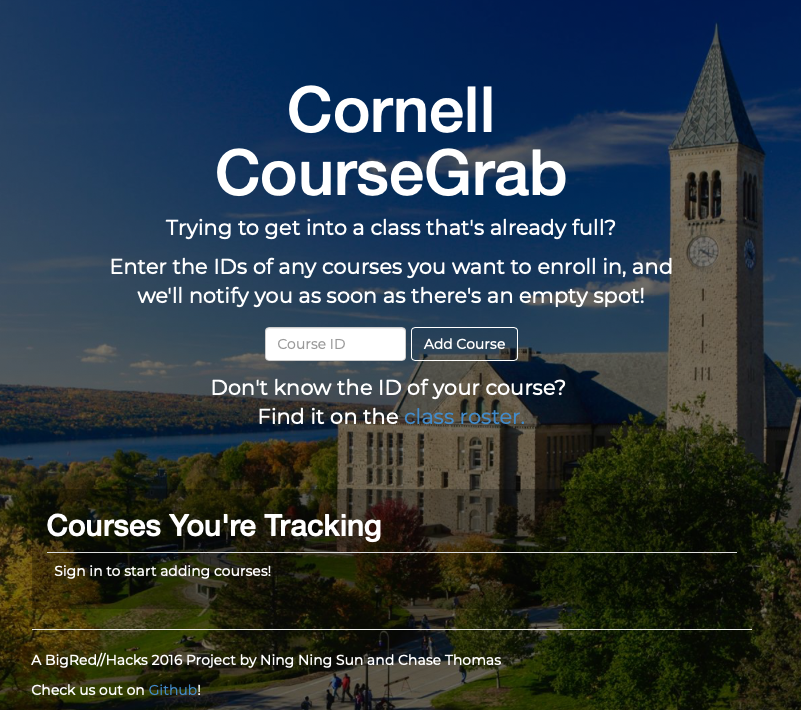 Cornell
CourseGrab
Trying to get into a class that's already full?
Enter the IDs of any courses you want to enroll in, and
we'll notify you as soon as there's an empty spot!
Course ID Add Course
Don't know the ID of your course?
Find it on the class roster.
Courses You're Tracking
Sign in to start adding courses!
A BigRed//Hacks 2016 Project by Ning Ning Sun and Chase Thomas
Check us out on Github!